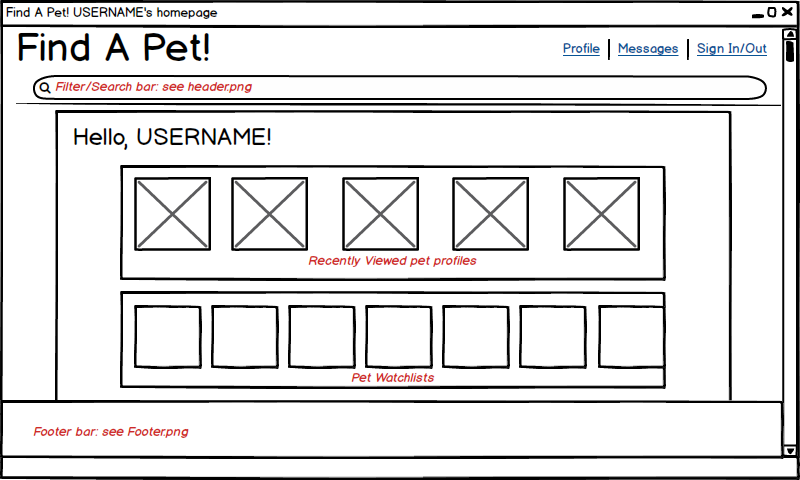 Find A Pet! USERNAME's homepage
Find A Pet!
Profile
Messages
Sign In/Out
Filter/Search bar: see header.png
Hello, USERNAME!
Recently Viewed pet profiles
Pet Watchlists
Footer bar: see Footer.png